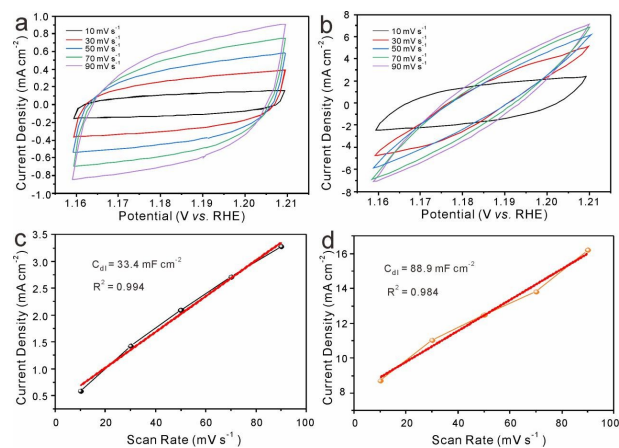 a
10 mV s⁻¹
30 mV s⁻¹
50 mV s⁻¹
70 mV s⁻¹
90 mV s⁻¹
1.0
0.8
0.6
0.4
0.2
0.0
-0.2
-0.4
-0.6
-0.8
-1.0
Current Density (mA cm⁻²)
1.16 1.17 1.18 1.19 1.20 1.21
Potential (V vs. RHE)
b
10 mV s⁻¹
30 mV s⁻¹
50 mV s⁻¹
70 mV s⁻¹
90 mV s⁻¹
8
6
4
2
0
-2
-4
-6
-8
Current Density (mA cm⁻²)
1.16 1.17 1.18 1.19 1.20 1.21
Potential (V vs. RHE)
c
Cdl = 33.4 mF cm⁻²
R² = 0.994
3.5
3.0
2.5
2.0
1.5
1.0
0.5
Current Density (mA cm⁻²)
0 20 40 60 80 100
Scan Rate (mV s⁻¹)
d
Cdl = 88.9 mF cm⁻²
R² = 0.984
16
14
12
10
8
Current Density (mA cm⁻²)
0 20 40 60 80 100
Scan Rate (mV s⁻¹)